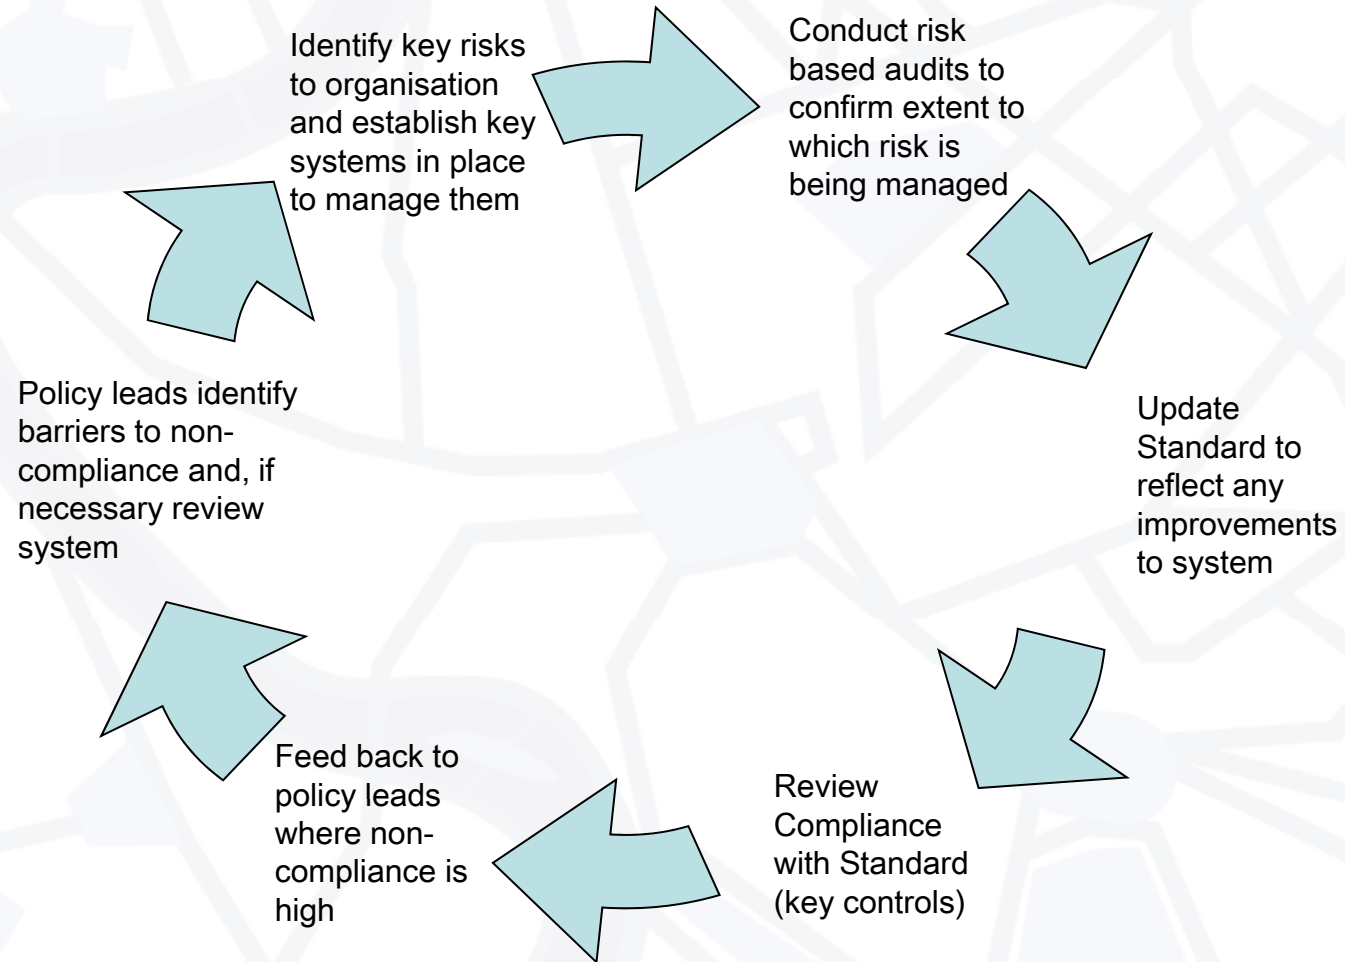 Identify key risks
to organisation
and establish key
systems in place
to manage them
Conduct risk
based audits to
confirm extent to
which risk is
being managed
Update
Standard to
reflect any
improvements
to system
Review
Compliance
with Standard
(key controls)
Feed back to
policy leads
where non-
compliance is
high
Policy leads identify
barriers to non-
compliance and, if
necessary review
system